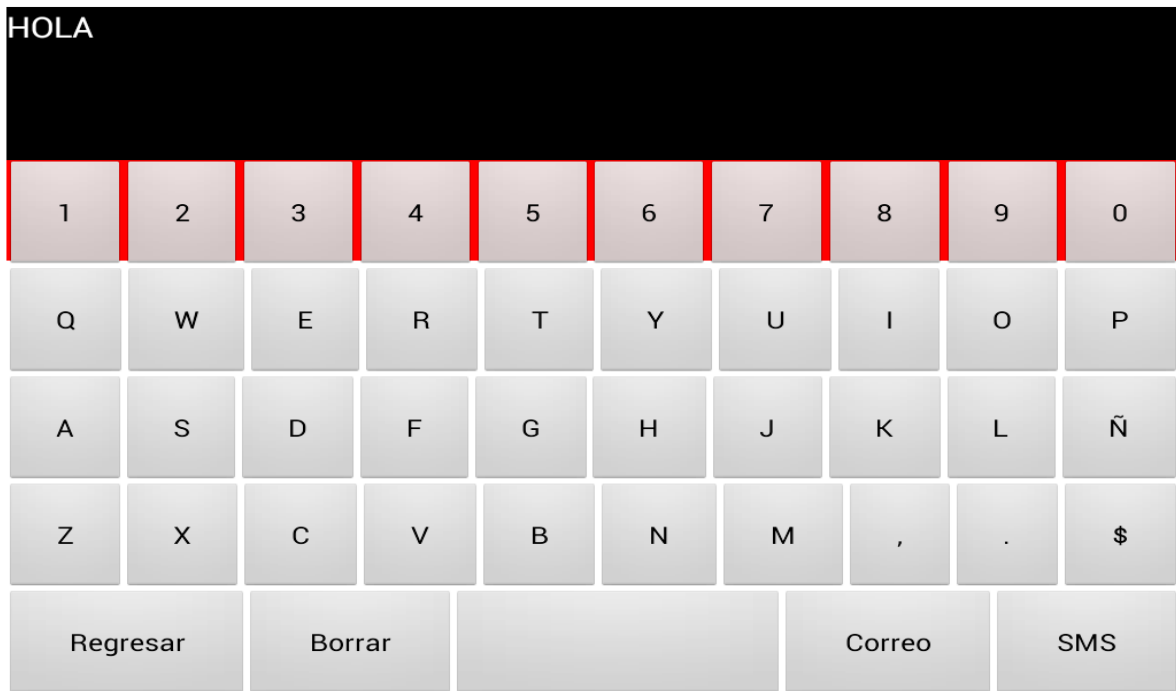 HOLA
1 2 3 4 5 6 7 8 9 0
Q W E R T Y U I O P
A S D F G H J K L Ñ
Z X C V B N M , . $
Regresar Borrar Correo SMS